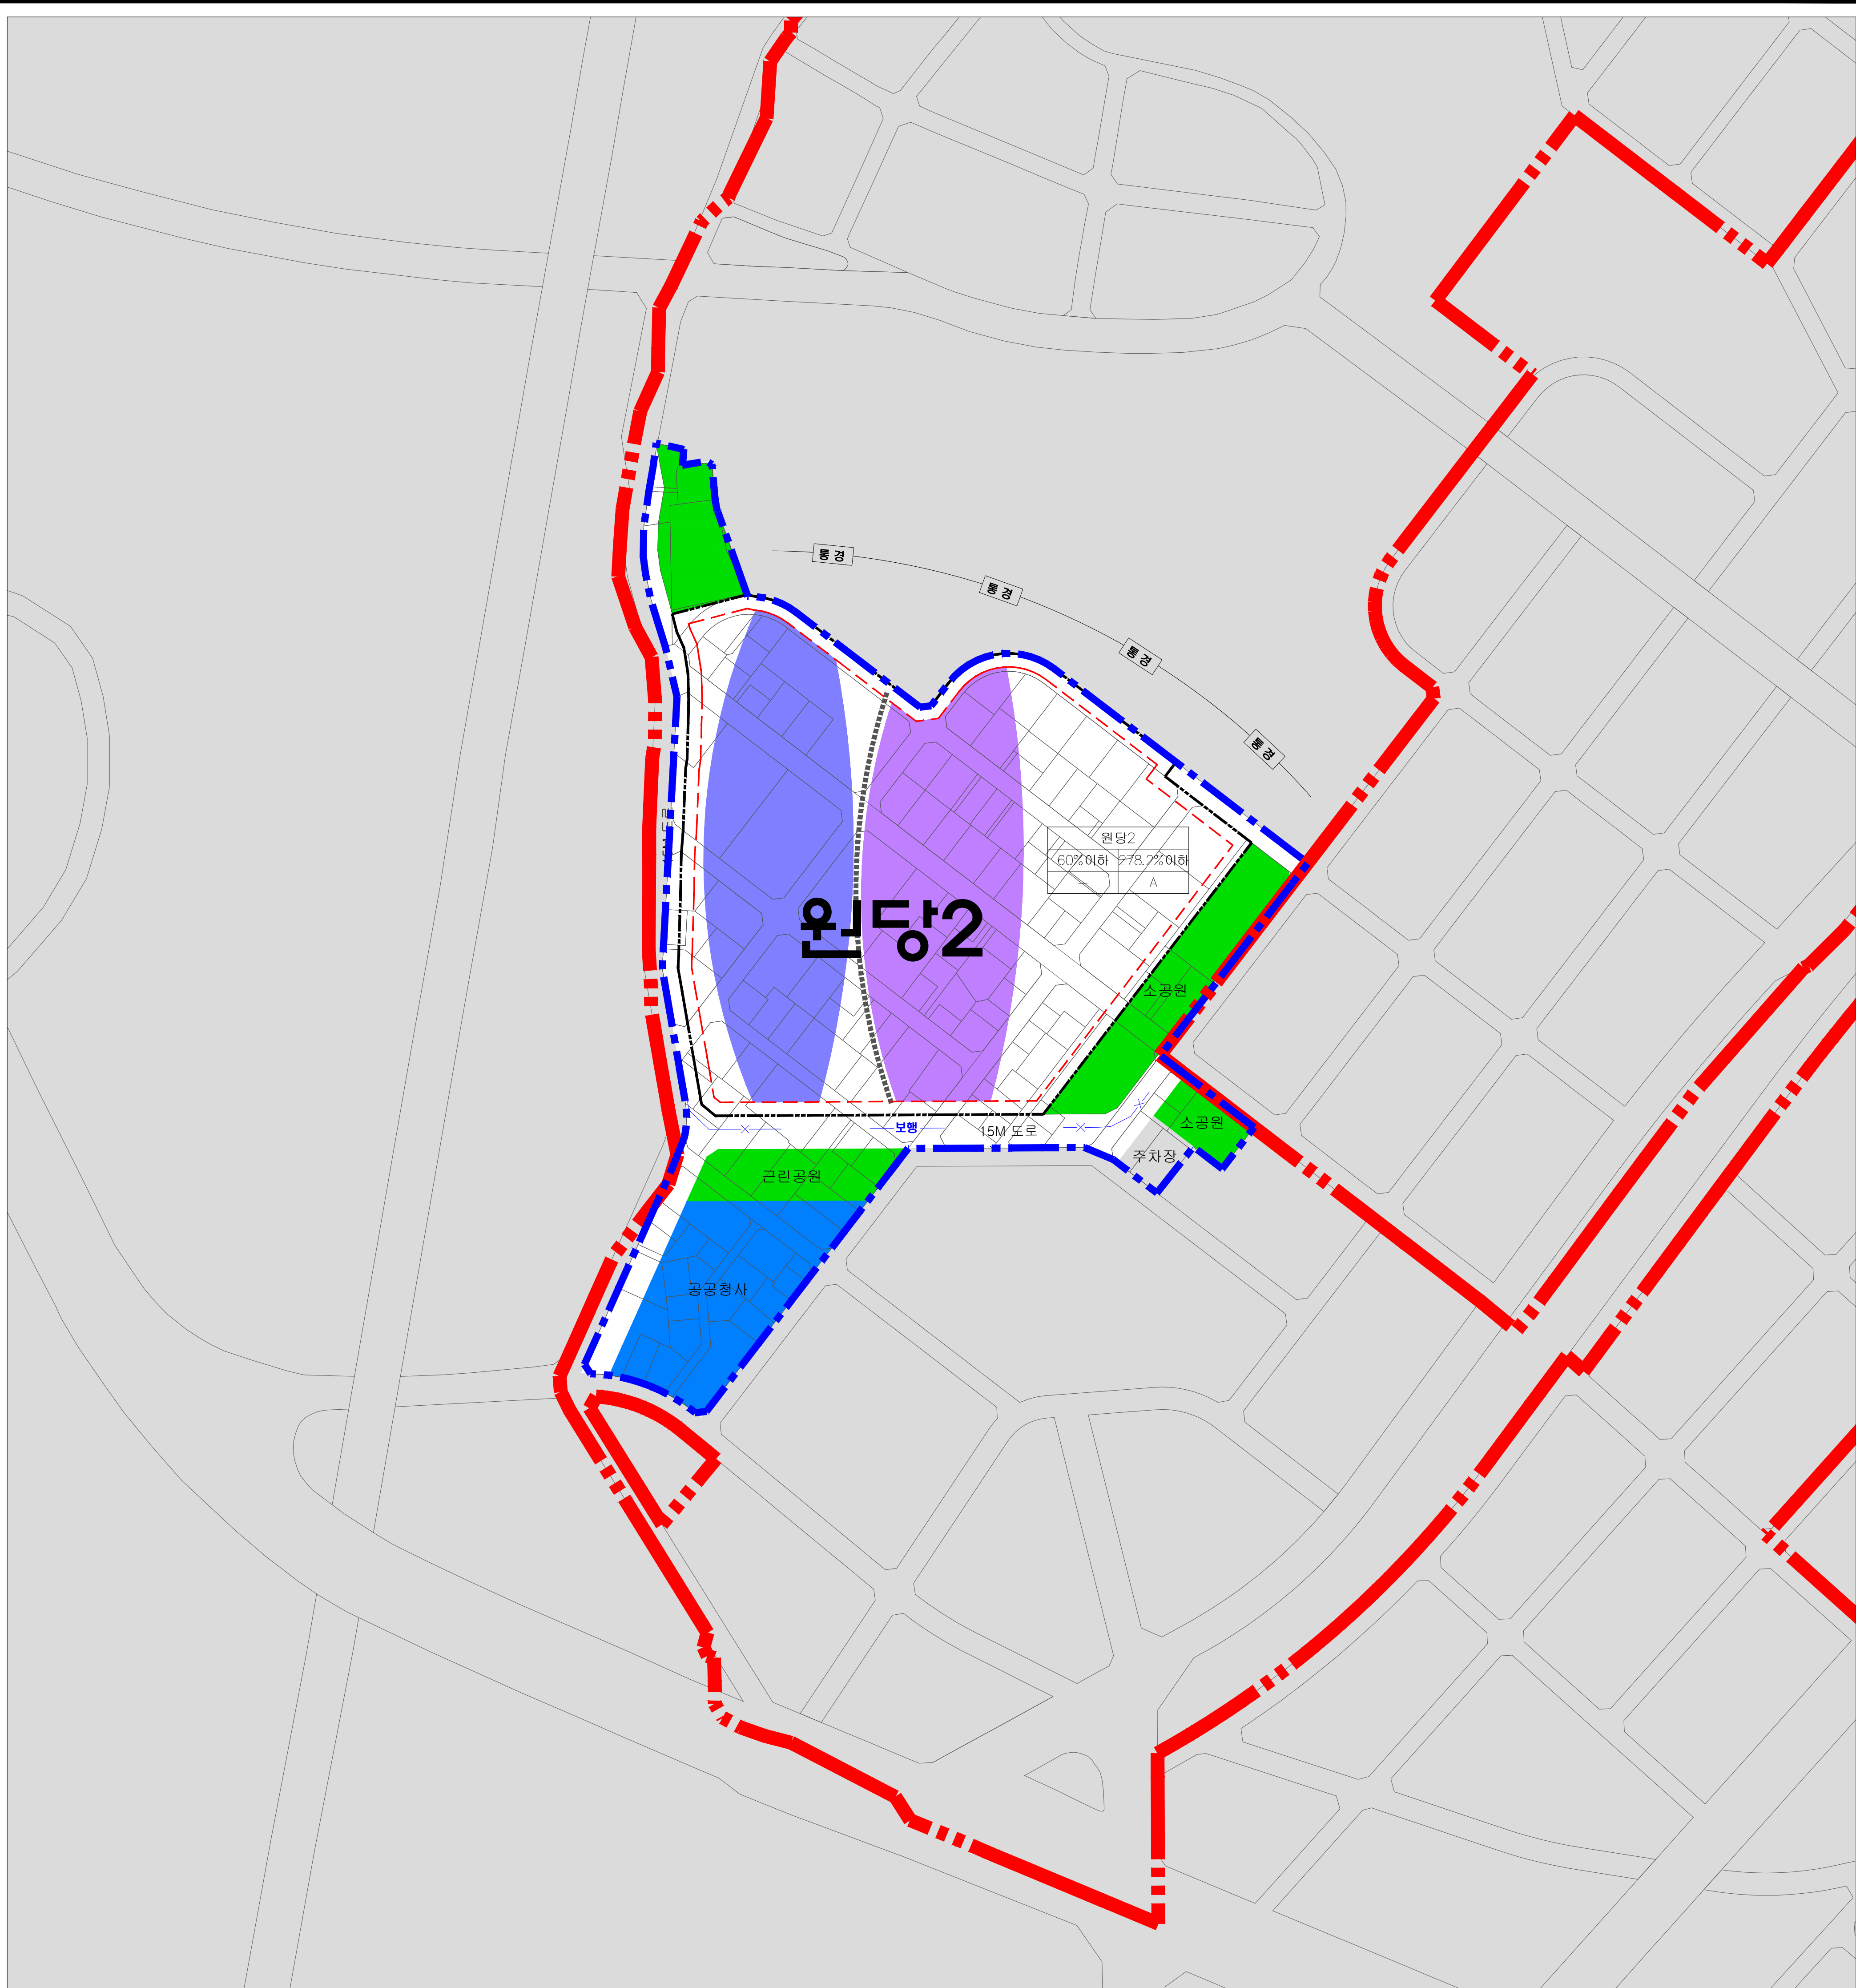 통경
통경
통경
통경
원당2
60%이하 278.2%이하
— A
원당2
소공원
소공원
보행
15M 도로
주차장
근린공원
공공청사